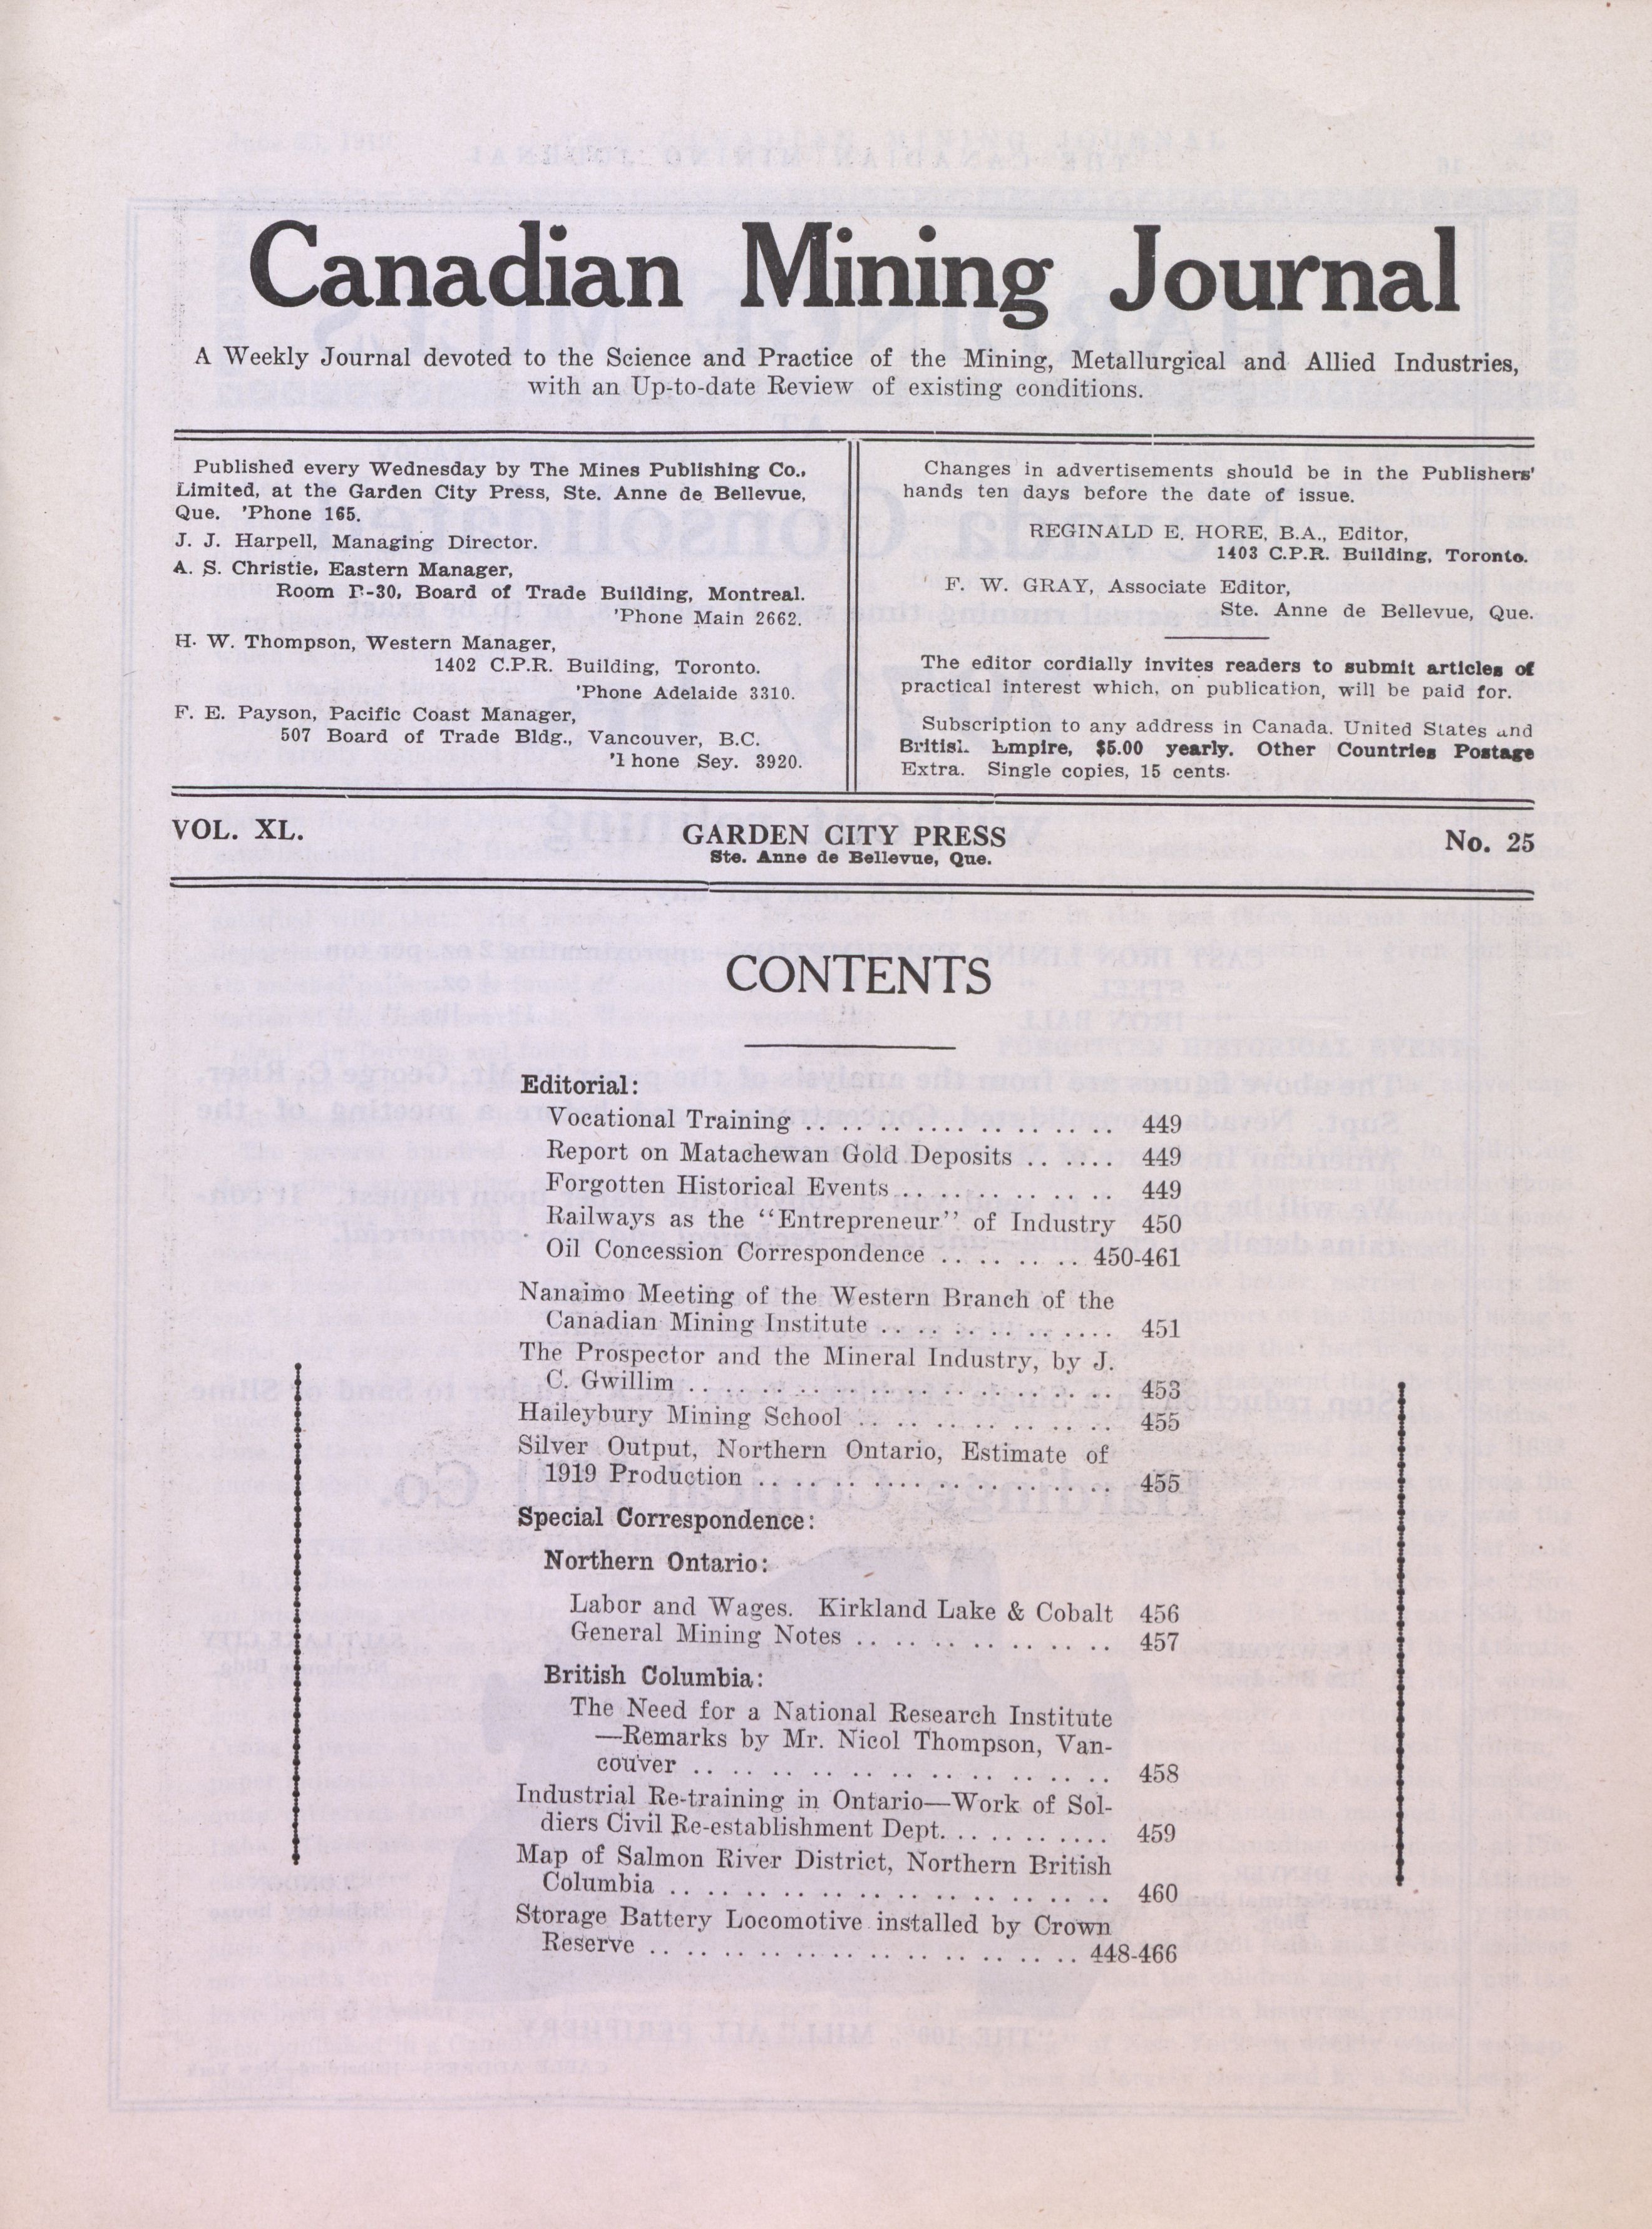 Canadian Mining Journal
A Weekly Journal devoted to the Science and Practice of the Mining, Metallurgical and Allied Industries,
with an Up-to-date Review of existing conditions.
Published every Wednesday by The Mines Publishing Co.,
Limited, at the Garden City Press, Ste. Anne de Bellevue,
Que. 'Phone 165.
J. J. Harpell, Managing Director.
A. S. Christie, Eastern Manager,
Room B-30, Board of Trade Building, Montreal.
'Phone Main 2662.
H. W. Thompson, Western Manager,
1402 C.P.R. Building, Toronto.
'Phone Adelaide 3310.
F. E. Payson, Pacific Coast Manager,
507 Board of Trade Bldg., Vancouver, B.C.
'Phone Sey. 3920.
Changes in advertisements should be in the Publishers'
hands ten days before the date of issue.
REGINALD E. HORE, B.A., Editor,
1403 C.P.R. Building, Toronto.
F. W. GRAY, Associate Editor,
Ste. Anne de Bellevue, Que.
The editor cordially invites readers to submit articles of
practical interest which, on publication, will be paid for.
Subscription to any address in Canada. United States and
British Empire, $5.00 yearly. Other Countries Postage
Extra. Single copies, 15 cents.
VOL. XL.
GARDEN CITY PRESS
Ste. Anne de Bellevue, Que.
No. 25
CONTENTS
Editorial:
Vocational Training .. .. .. .... .. .. .. .. .. 449
Report on Matachewan Gold Deposits .. .. .. 449
Forgotten Historical Events .. .. .. .. .. .. .. 449
Railways as the "Entrepreneur" of Industry 450
Oil Concession Correspondence .. .. .. .. .. 450-461
Nanaimo Meeting of the Western Branch of the
Canadian Mining Institute .. .. .. .. .. .. .. 451
The Prospector and the Mineral Industry, by J.
C. Gwillim .. .. .. .. .. .. .. .. .. .. .. .. .. 453
Haileybury Mining School .. .. .. .. .. .. .. .. 455
Silver Output, Northern Ontario, Estimate of
1919 Production .. .. .. .. .. .. .. .. .. .. .. 455
Special Correspondence:
Northern Ontario:
Labor and Wages. Kirkland Lake & Cobalt 456
General Mining Notes .. .. .. .. .. .. .. .. 457
British Columbia:
The Need for a National Research Institute
—Remarks by Mr. Nicol Thompson, Van-
couver .. .. .. .. .. .. .. .. .. .. .. .. .. 458
Industrial Re-training in Ontario—Work of Sol-
diers Civil Re-establishment Dept. .. .. .. .. .. 459
Map of Salmon River District, Northern British
Columbia .. .. .. .. .. .. .. .. .. .. .. .. .. 460
Storage Battery Locomotive installed by Crown
Reserve .. .. .. .. .. .. .. .. .. .. .. .. .. 448-466